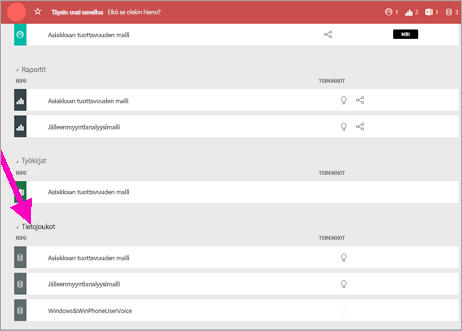 Täysin uusi sovellus Eikö se olekin hieno? 1 2 1 3
Asiakkaan tuottavuuden malli MBI
Raportit
NIMI TOIMINNOT
Asiakkaan tuottavuuden malli
Jälleenmyyntianalyysimalli
Työkirjat
NIMI TOIMINNOT
Asiakkaan tuottavuuden malli
Tietojoukot
NIMI TOIMINNOT
Asiakkaan tuottavuuden malli
Jälleenmyyntianalyysimalli
Windows&WinPhoneUserVoice